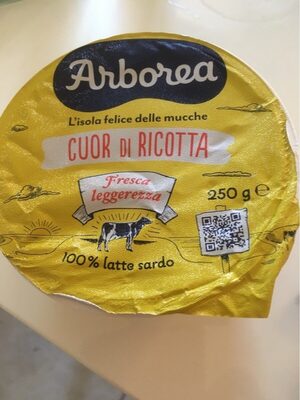 Arborea
L'isola felice delle mucche
CUOR DI RICOTTA
Fresca
leggerezza
250 g e
100% latte sardo